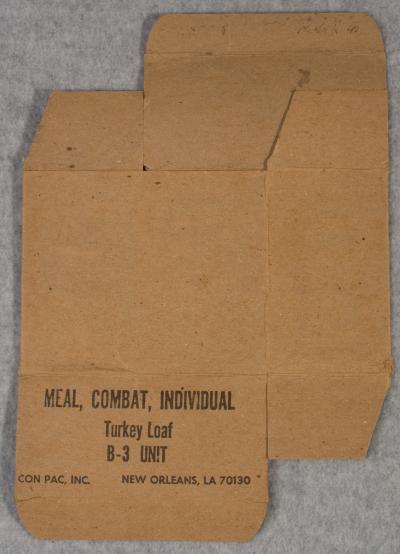 MEAL, COMBAT, INDIVIDUAL
Turkey Loaf
B-3 UNIT
CON PAC, INC. NEW ORLEANS, LA 70130